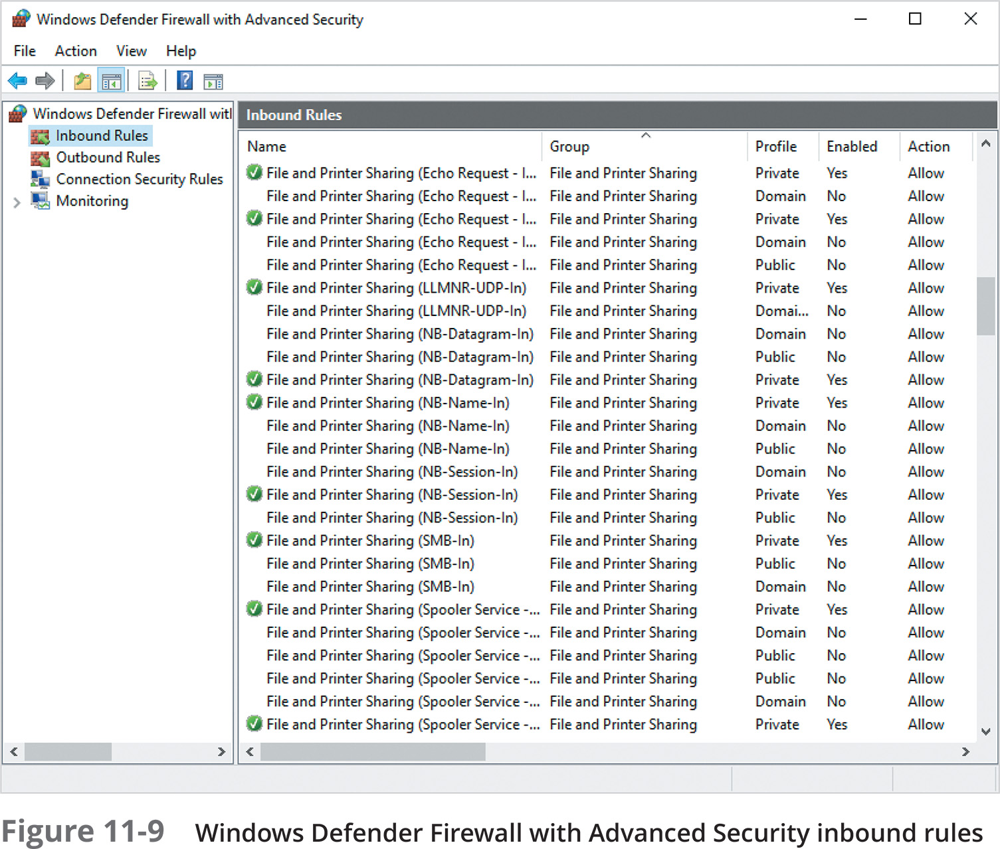 Windows Defender Firewall with Advanced Security
File Action View Help
Windows Defender Firewall with
Inbound Rules
Outbound Rules
Connection Security Rules
Monitoring
Inbound Rules
Name Group Profile Enabled Action
File and Printer Sharing (Echo Request - I... File and Printer Sharing Private Yes Allow
File and Printer Sharing (Echo Request - I... File and Printer Sharing Domain No Allow
File and Printer Sharing (Echo Request - I... File and Printer Sharing Private Yes Allow
File and Printer Sharing (Echo Request - I... File and Printer Sharing Domain No Allow
File and Printer Sharing (Echo Request - I... File and Printer Sharing Public No Allow
File and Printer Sharing (LLMNR-UDP-In) File and Printer Sharing Private Yes Allow
File and Printer Sharing (LLMNR-UDP-In) File and Printer Sharing Domai... No Allow
File and Printer Sharing (NB-Datagram-In) File and Printer Sharing Domain No Allow
File and Printer Sharing (NB-Datagram-In) File and Printer Sharing Public No Allow
File and Printer Sharing (NB-Datagram-In) File and Printer Sharing Private Yes Allow
File and Printer Sharing (NB-Name-In) File and Printer Sharing Private Yes Allow
File and Printer Sharing (NB-Name-In) File and Printer Sharing Domain No Allow
File and Printer Sharing (NB-Name-In) File and Printer Sharing Public No Allow
File and Printer Sharing (NB-Session-In) File and Printer Sharing Domain No Allow
File and Printer Sharing (NB-Session-In) File and Printer Sharing Private Yes Allow
File and Printer Sharing (NB-Session-In) File and Printer Sharing Public No Allow
File and Printer Sharing (SMB-In) File and Printer Sharing Private Yes Allow
File and Printer Sharing (SMB-In) File and Printer Sharing Public No Allow
File and Printer Sharing (SMB-In) File and Printer Sharing Domain No Allow
File and Printer Sharing (Spooler Service -... File and Printer Sharing Private Yes Allow
File and Printer Sharing (Spooler Service -... File and Printer Sharing Domain No Allow
File and Printer Sharing (Spooler Service -... File and Printer Sharing Public No Allow
File and Printer Sharing (Spooler Service -... File and Printer Sharing Public No Allow
File and Printer Sharing (Spooler Service -... File and Printer Sharing Domain No Allow
File and Printer Sharing (Spooler Service -... File and Printer Sharing Private Yes Allow
Figure 11-9 Windows Defender Firewall with Advanced Security inbound rules